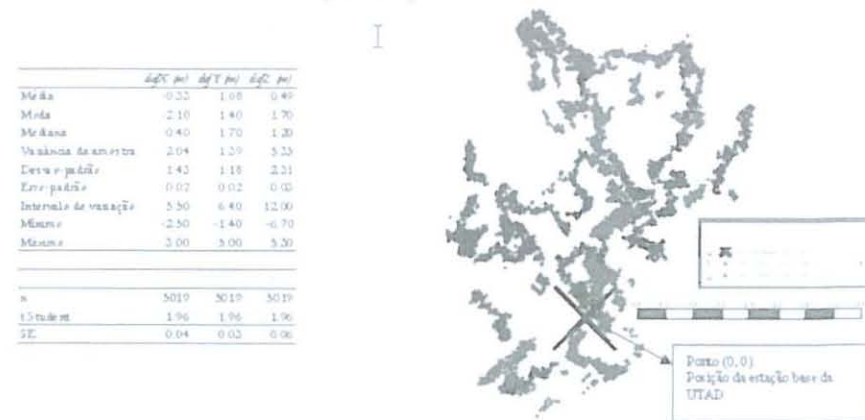 difX (m) difY (m) difZ (m)
Média -0.33 1.08 0.49
Moda -2.10 1.40 1.70
Mediana 0.40 1.70 1.20
Variância da amostra 2.04 1.39 5.33
Desvio-padrão 1.43 1.18 2.31
Erro-padrão 0.02 0.02 0.03
Intervalo de variação 5.50 6.40 12.00
Mínimo -2.50 -1.40 -6.70
Máximo 3.00 5.00 5.30
n 5019 5019 5019
t Student 1.96 1.96 1.96
SE 0.04 0.03 0.06
Ponto (0,0)
Posição da estação base da
UTAD